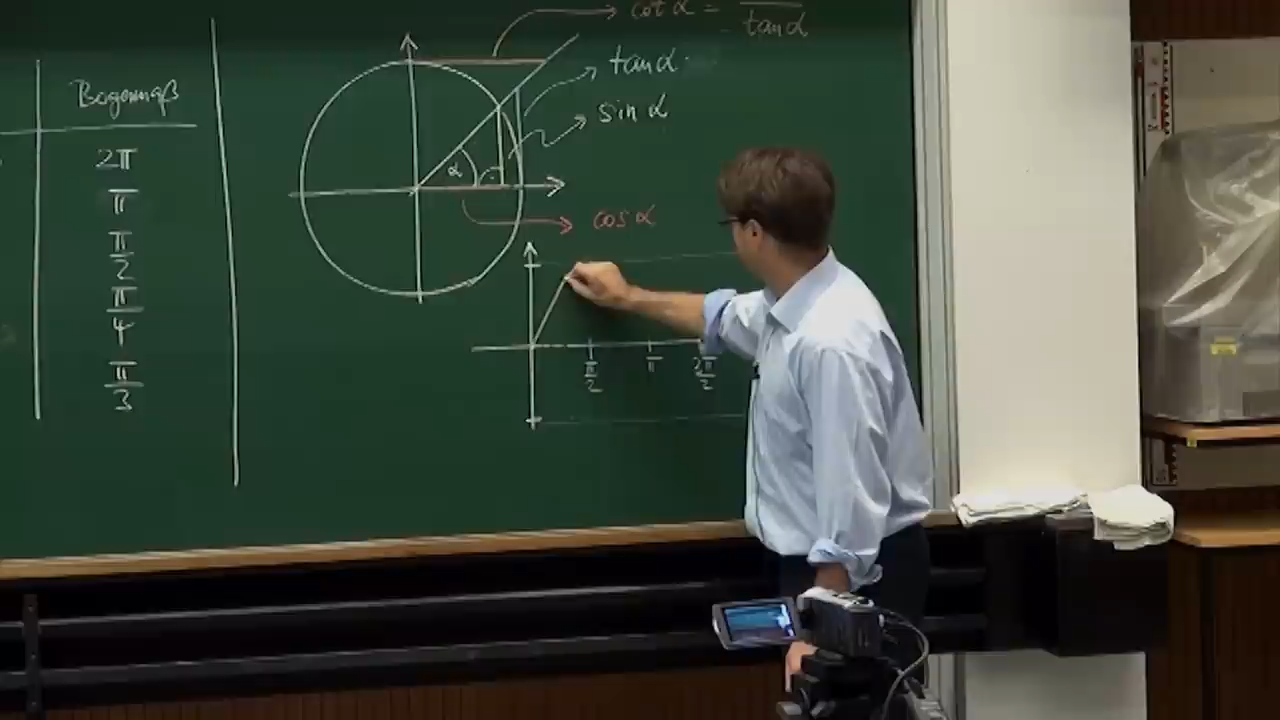 Bogenmaß
2π
π
π/2
π/4
π/3
cot α = 1/tan α
tan α
sin α
α
cos α
π/2 π 3π/2